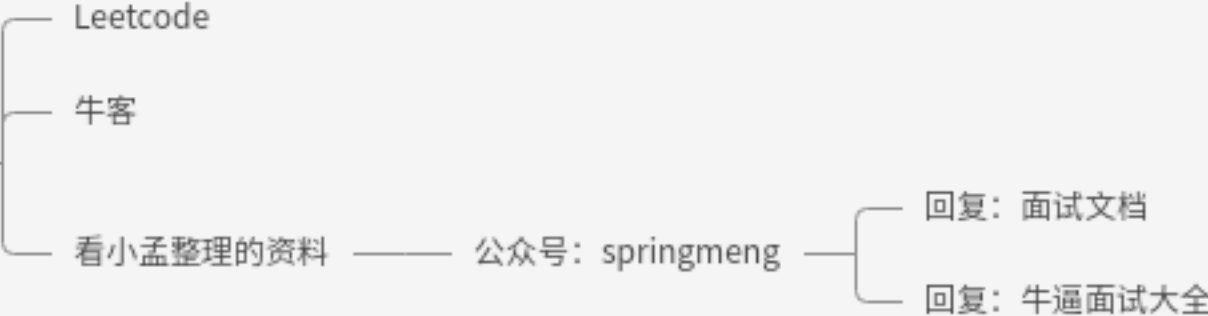 Leetcode
牛客
看小孟整理的资料
公众号：springmeng
回复：面试文档
回复：牛逼面试大全